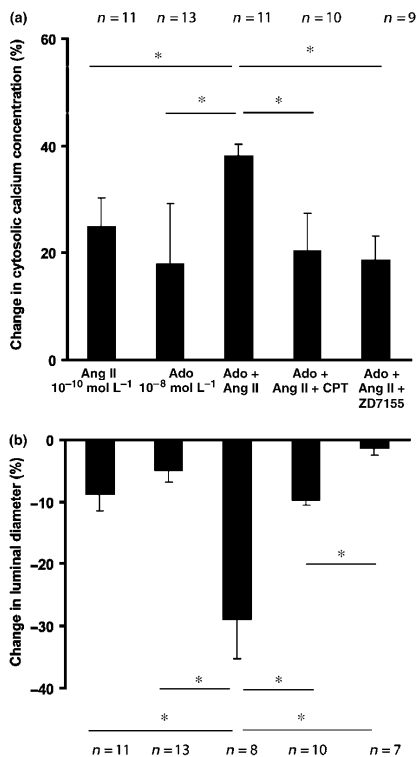 (a)
n = 11 n = 13 n = 11 n = 10 n = 9
Change in cytosolic calcium concentration (%)
60
40
20
0
* *
* *
Ang II Ado Ado + Ado + Ado +
10⁻¹⁰ mol L⁻¹ 10⁻⁸ mol L⁻¹ Ang II Ang II + CPT Ang II +
ZD7155
(b)
Change in luminal diameter (%)
0
−10
−20
−30
−40
*
* *
* *
n = 11 n = 13 n = 8 n = 10 n = 7